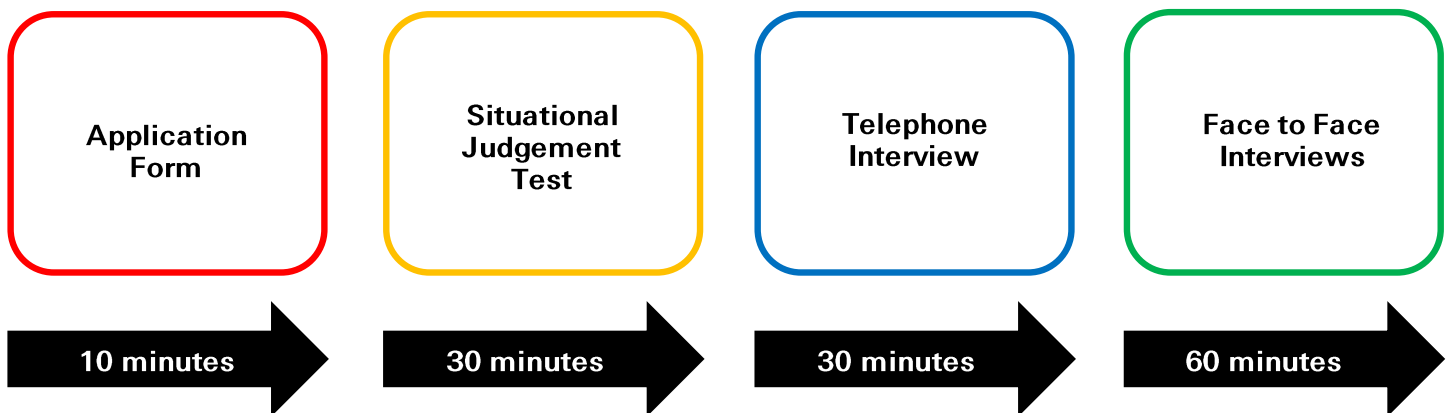 Application
Form
Situational
Judgement
Test
Telephone
Interview
Face to Face
Interviews
10 minutes
30 minutes
30 minutes
60 minutes